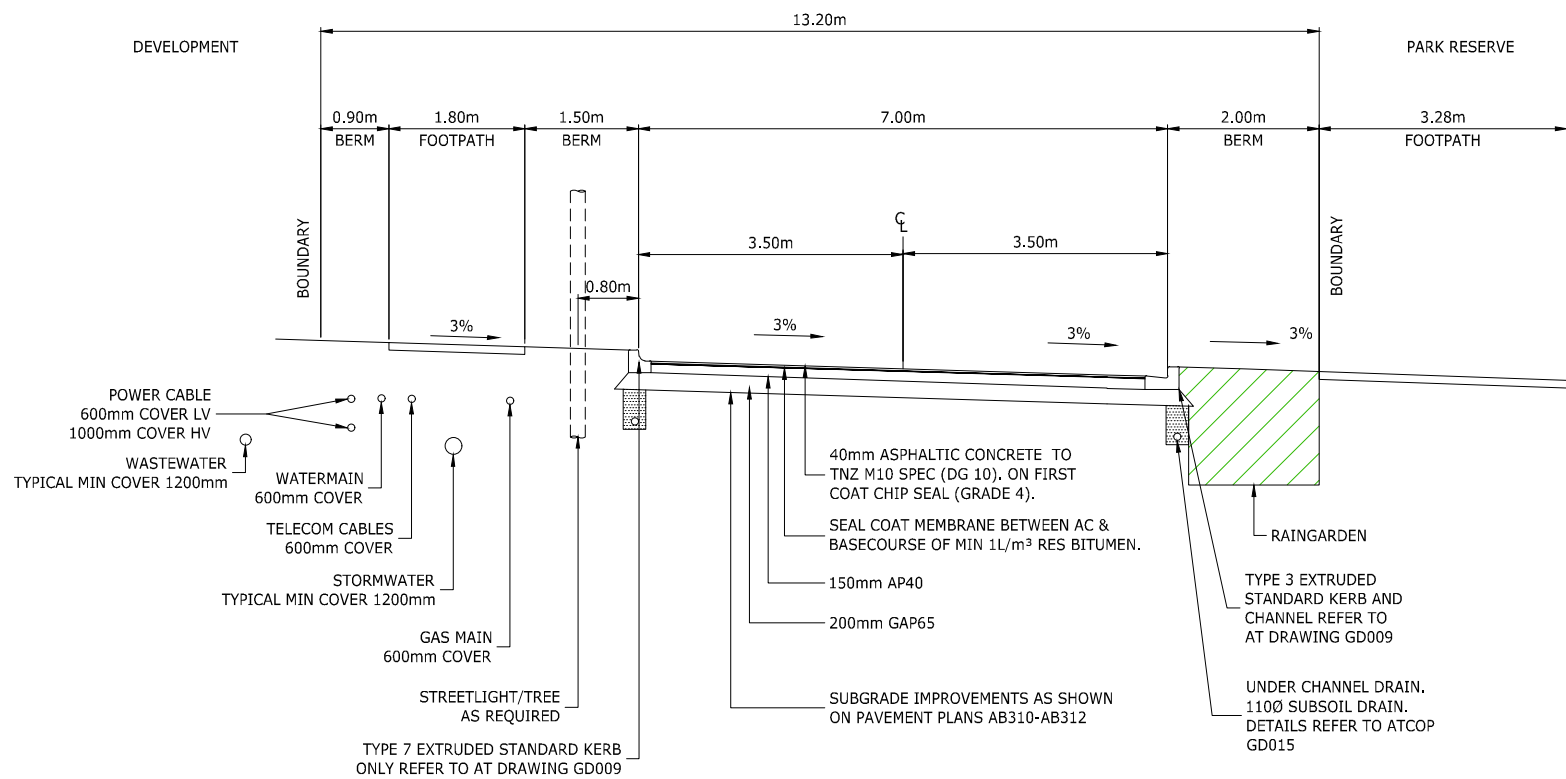 13.20m
DEVELOPMENT
PARK RESERVE
0.90m
BERM
1.80m
FOOTPATH
1.50m
BERM
7.00m
2.00m
BERM
3.28m
FOOTPATH
BOUNDARY
BOUNDARY
℄
3.50m
3.50m
0.80m
3%
3%
3%
3%
POWER CABLE
600mm COVER LV
1000mm COVER HV
WASTEWATER
TYPICAL MIN COVER 1200mm
WATERMAIN
600mm COVER
TELECOM CABLES
600mm COVER
STORMWATER
TYPICAL MIN COVER 1200mm
GAS MAIN
600mm COVER
STREETLIGHT/TREE
AS REQUIRED
TYPE 7 EXTRUDED STANDARD KERB
ONLY REFER TO AT DRAWING GD009
40mm ASPHALTIC CONCRETE TO
TNZ M10 SPEC (DG 10). ON FIRST
COAT CHIP SEAL (GRADE 4).
SEAL COAT MEMBRANE BETWEEN AC &
BASECOURSE OF MIN 1L/m³ RES BITUMEN.
150mm AP40
200mm GAP65
SUBGRADE IMPROVEMENTS AS SHOWN
ON PAVEMENT PLANS AB310-AB312
RAINGARDEN
TYPE 3 EXTRUDED
STANDARD KERB AND
CHANNEL REFER TO
AT DRAWING GD009
UNDER CHANNEL DRAIN.
110Ø SUBSOIL DRAIN.
DETAILS REFER TO ATCOP
GD015